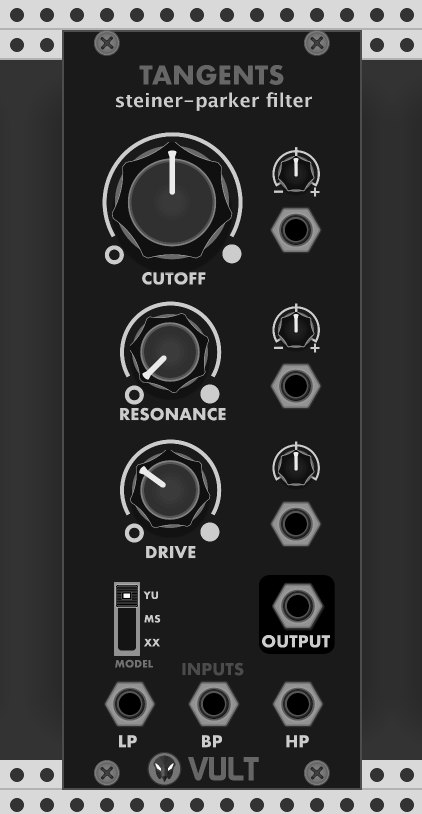 TANGENTS
steiner-parker filter
- +
CUTOFF
- +
RESONANCE
DRIVE
YU
MS
XX
MODEL
OUTPUT
INPUTS
LP BP HP
VULT